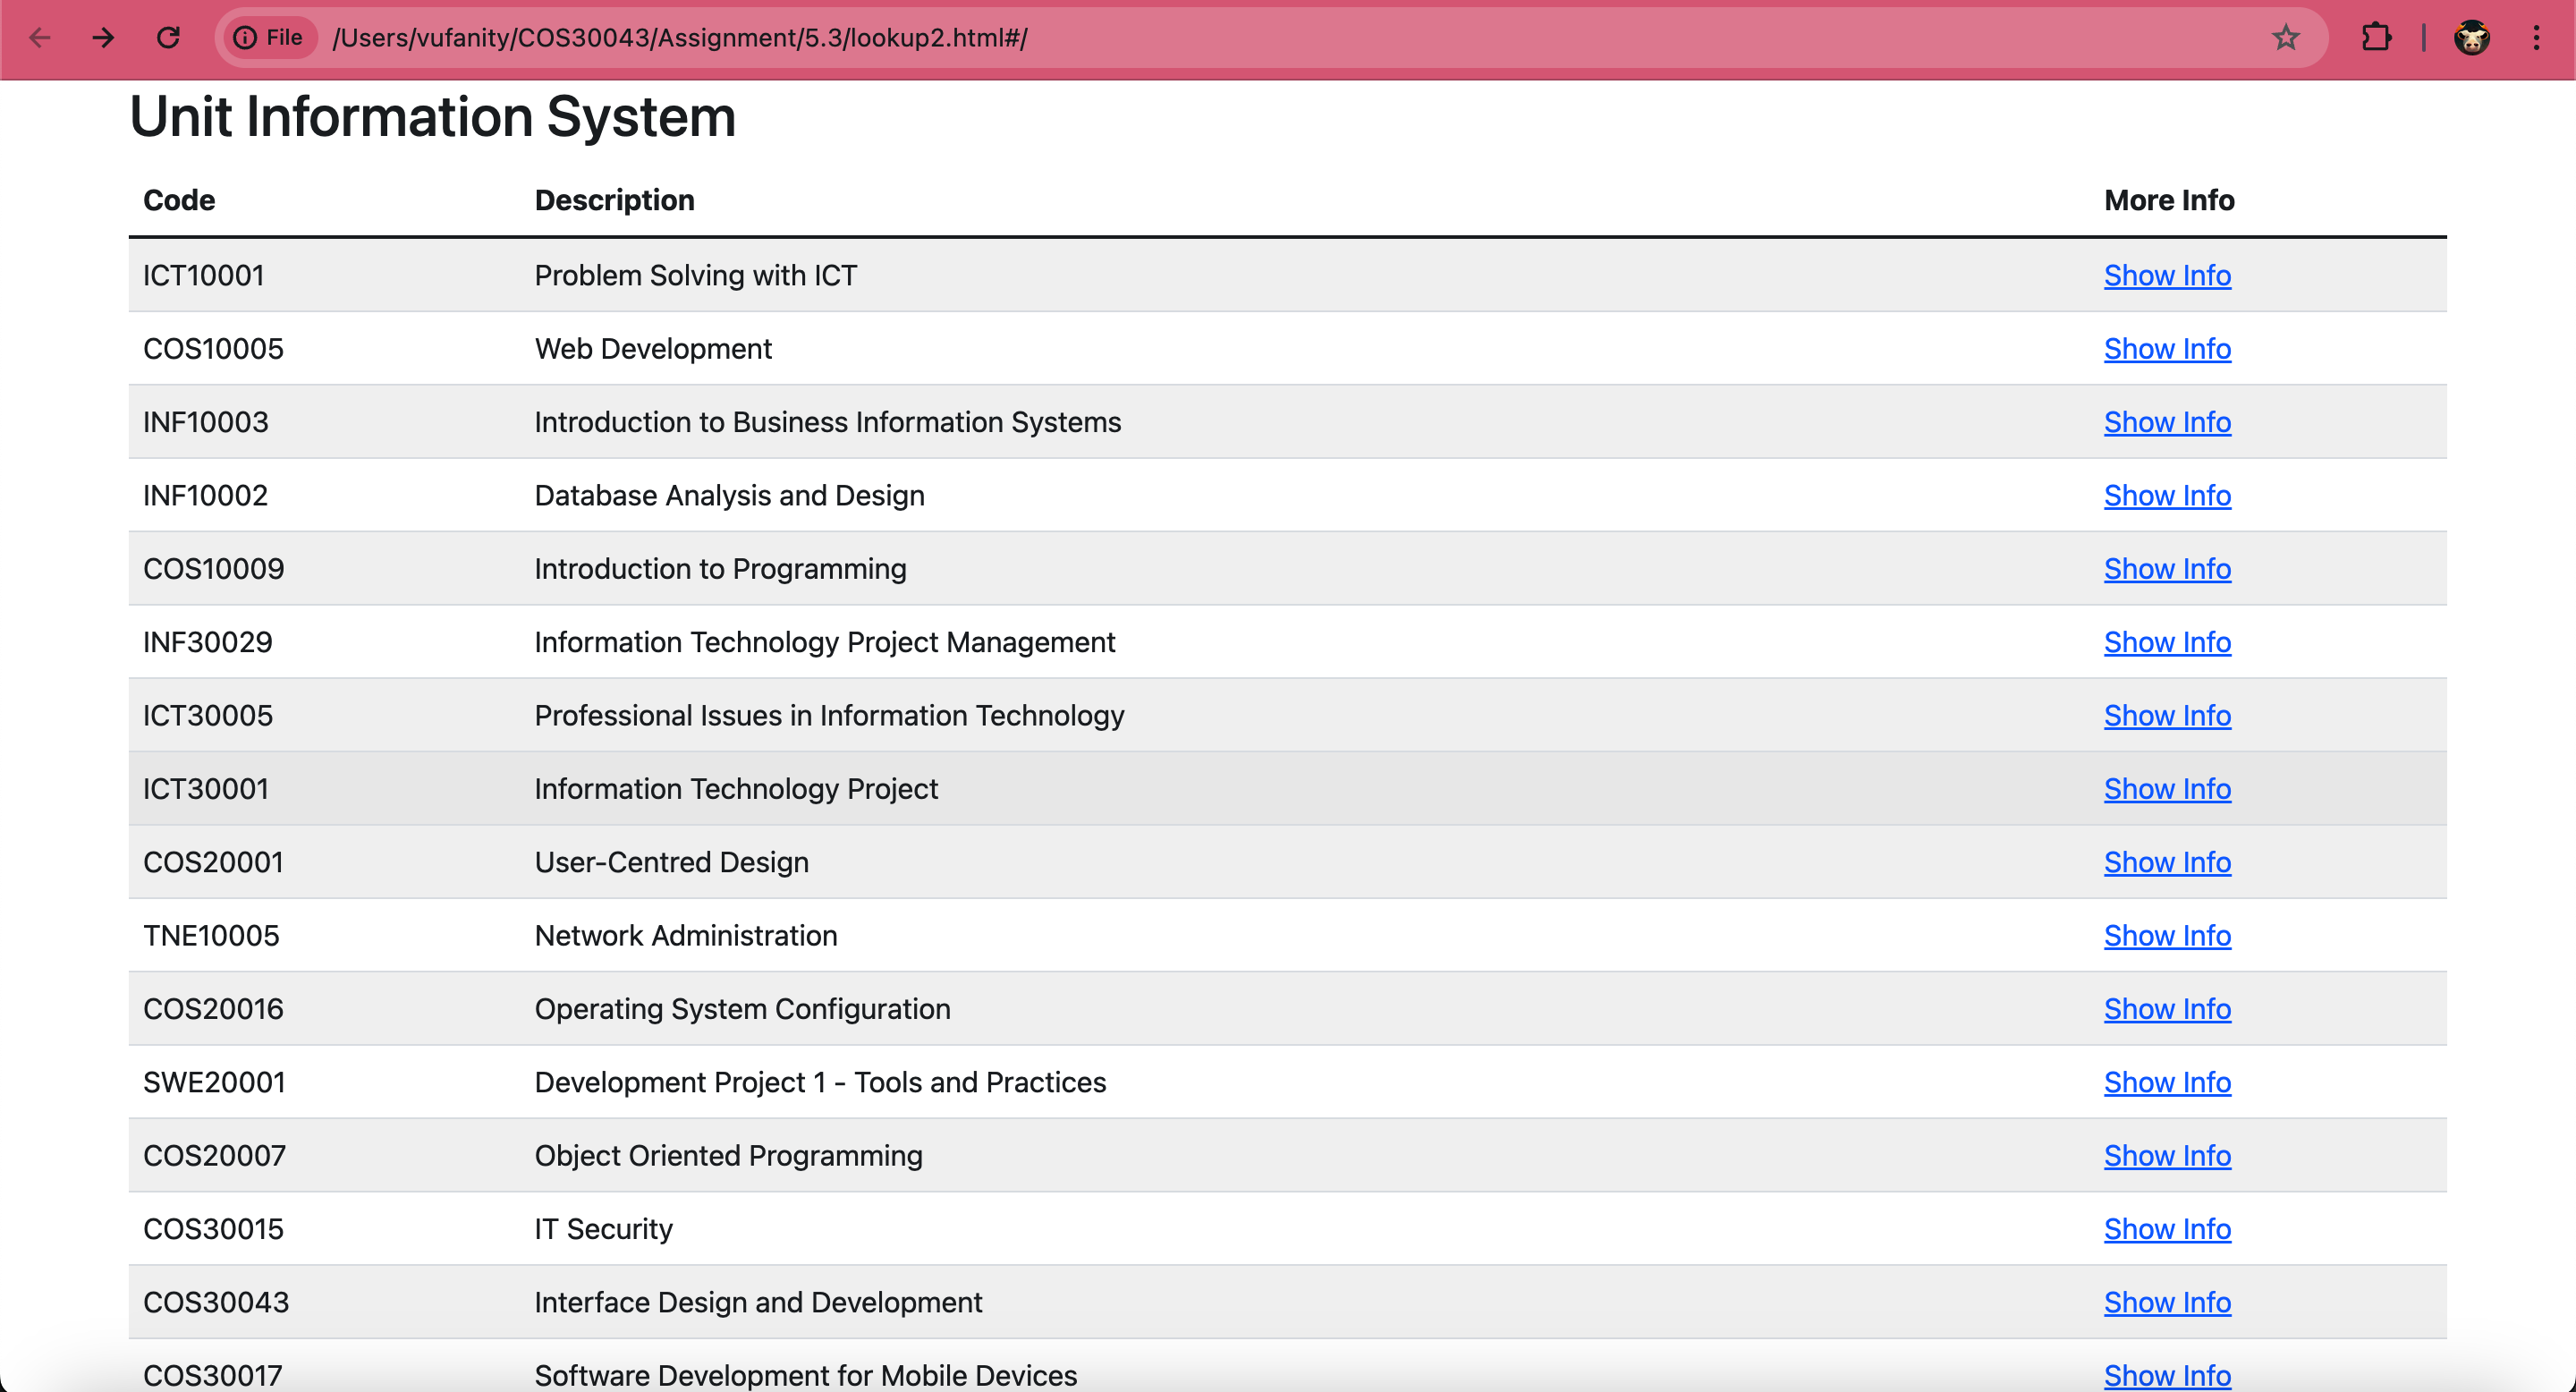 File /Users/vufanity/COS30043/Assignment/5.3/lookup2.html#/
Unit Information System
Code Description More Info
ICT10001 Problem Solving with ICT Show Info
COS10005 Web Development Show Info
INF10003 Introduction to Business Information Systems Show Info
INF10002 Database Analysis and Design Show Info
COS10009 Introduction to Programming Show Info
INF30029 Information Technology Project Management Show Info
ICT30005 Professional Issues in Information Technology Show Info
ICT30001 Information Technology Project Show Info
COS20001 User-Centred Design Show Info
TNE10005 Network Administration Show Info
COS20016 Operating System Configuration Show Info
SWE20001 Development Project 1 - Tools and Practices Show Info
COS20007 Object Oriented Programming Show Info
COS30015 IT Security Show Info
COS30043 Interface Design and Development Show Info
COS30017 Software Development for Mobile Devices Show Info